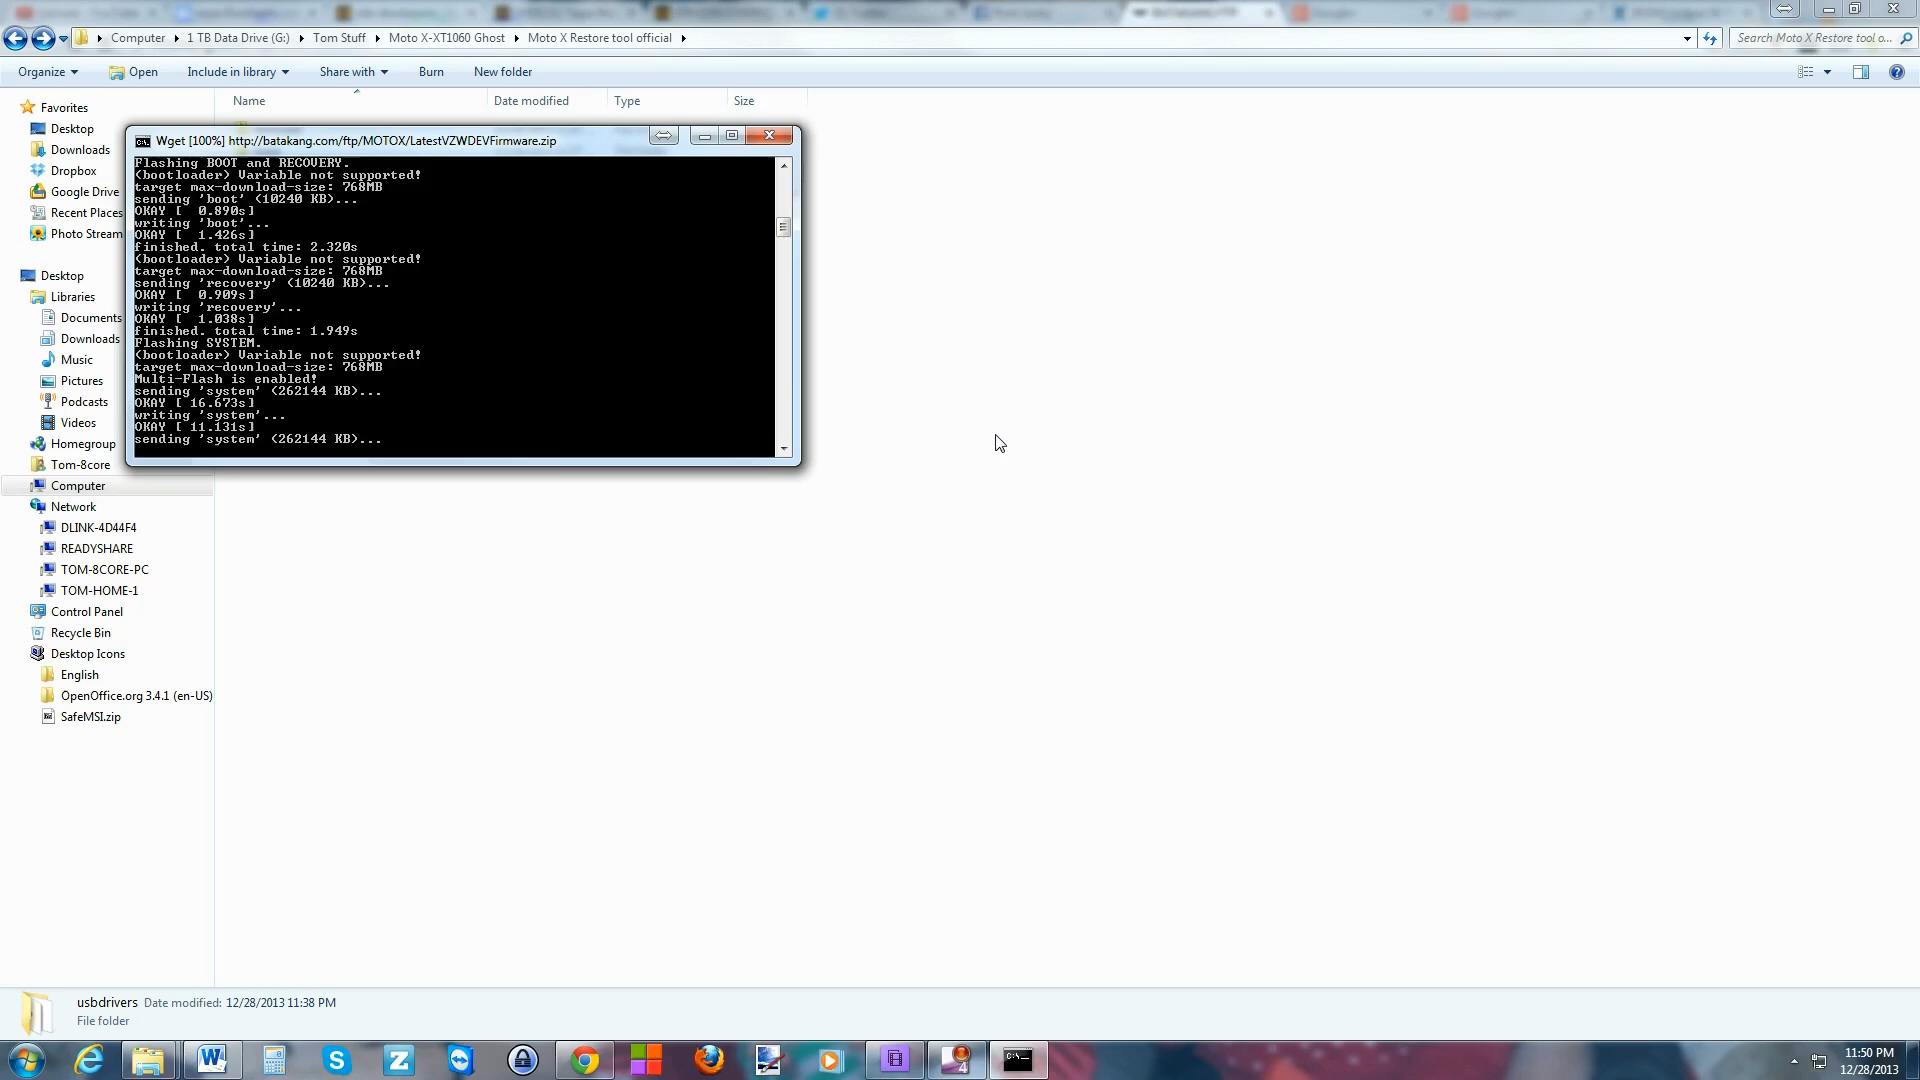 Computer
1 TB Data Drive (G:)
Tom Stuff
Moto X-XT1060 Ghost
Moto X Restore tool official
Search Moto X Restore tool o...
Organize
Open
Include in library
Share with
Burn
New folder
Name
Date modified
Type
Size
Favorites
Desktop
Downloads
Dropbox
Google Drive
Recent Places
Photo Stream
Desktop
Libraries
Documents
Downloads
Music
Pictures
Podcasts
Videos
Homegroup
Tom-8core
Computer
Network
DLINK-4D44F4
READYSHARE
TOM-8CORE-PC
TOM-HOME-1
Control Panel
Recycle Bin
Desktop Icons
English
OpenOffice.org 3.4.1 (en-US)
SafeMSI.zip
Wget [100%] http://batakang.com/ftp/MOTOX/LatestVZWDEVFirmware.zip
Flashing BOOT and RECOVERY.
(bootloader) Variable not supported!
target max-download-size: 768MB
sending 'boot' (10240 KB)...
OKAY [  0.890s]
writing 'boot'...
OKAY [  1.426s]
finished. total time: 2.320s
(bootloader) Variable not supported!
target max-download-size: 768MB
sending 'recovery' (10240 KB)...
OKAY [  0.909s]
writing 'recovery'...
OKAY [  1.038s]
finished. total time: 1.949s
Flashing SYSTEM.
(bootloader) Variable not supported!
target max-download-size: 768MB
Multi-Flash is enabled!
sending 'system' (262144 KB)...
OKAY [ 16.673s]
writing 'system'...
OKAY [ 11.131s]
sending 'system' (262144 KB)...
usbdrivers Date modified: 12/28/2013 11:38 PM
File folder
11:50 PM
12/28/2013